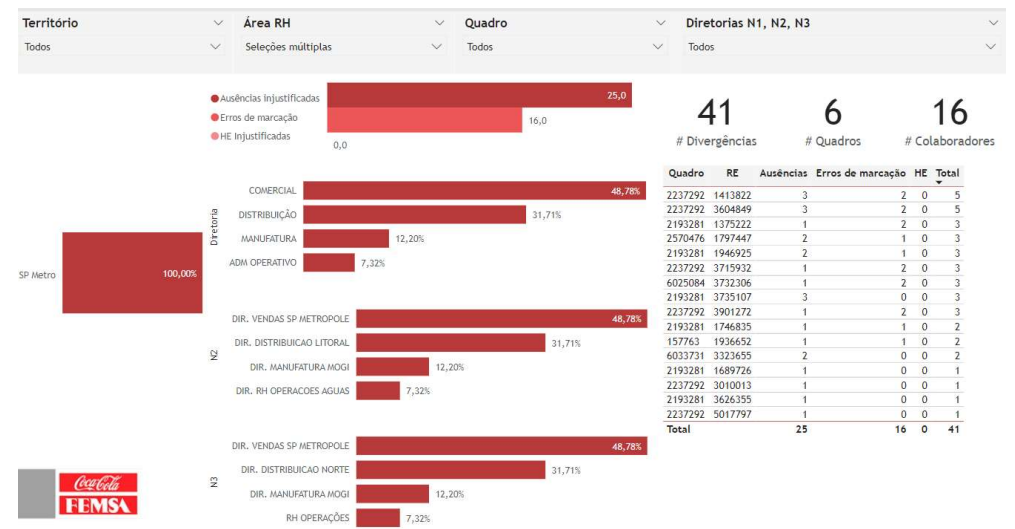 Território Área RH Quadro Diretorias N1, N2, N3
Todos Seleções múltiplas Todos Todos
Ausências injustificadas 25,0
Erros de marcação 16,0
HE Injustificadas 0,0
41 6 16
# Divergências # Quadros # Colaboradores
SP Metro 100,00%
Diretoria
COMERCIAL 48,78%
DISTRIBUIÇÃO 31,71%
MANUFATURA 12,20%
ADM OPERATIVO 7,32%
N2
DIR. VENDAS SP METROPOLE 48,78%
DIR. DISTRIBUICAO LITORAL 31,71%
DIR. MANUFATURA MOGI 12,20%
DIR. RH OPERACOES AGUAS 7,32%
N3
DIR. VENDAS SP METROPOLE 48,78%
DIR. DISTRIBUICAO NORTE 31,71%
DIR. MANUFATURA MOGI 12,20%
RH OPERAÇÕES 7,32%
Quadro RE Ausências Erros de marcação HE Total
2237292 1413822 3 2 0 5
2237292 3604849 3 2 0 5
2193281 1375222 1 2 0 3
2570476 1797447 2 1 0 3
2193281 1946925 2 1 0 3
2237292 3715932 1 2 0 3
6025084 3732306 1 2 0 3
2193281 3735107 3 0 0 3
2237292 3901272 1 2 0 3
2193281 1746835 1 1 0 2
157763 1936652 1 1 0 2
6033731 3323655 2 0 0 2
2193281 1689726 1 0 0 1
2237292 3010013 1 0 0 1
2193281 3626355 1 0 0 1
2237292 5017797 1 0 0 1
Total 25 16 0 41
Coca-Cola
FEMSA